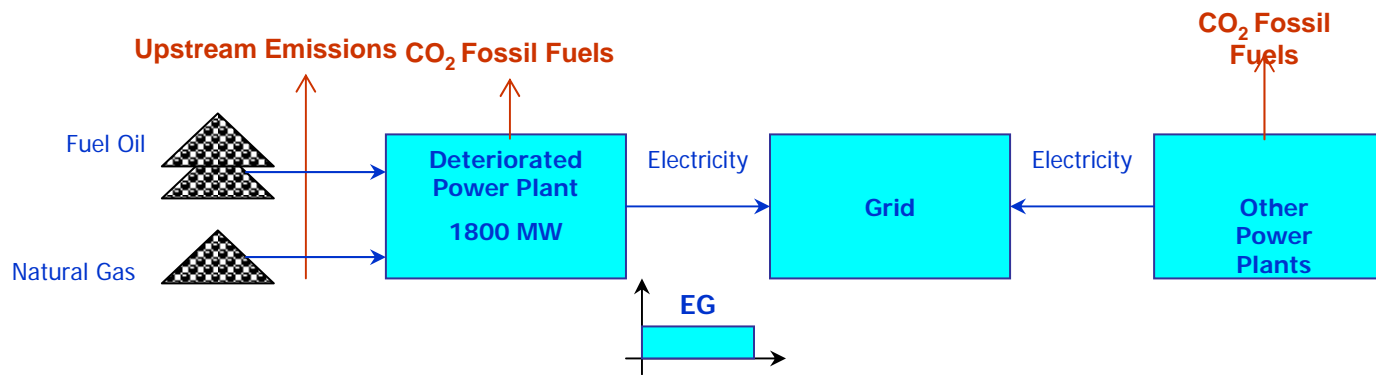 Upstream Emissions
CO2 Fossil Fuels
CO2 Fossil
Fuels
Fuel Oil
Natural Gas
Deteriorated
Power Plant
1800 MW
Electricity
Grid
Electricity
Other
Power
Plants
EG